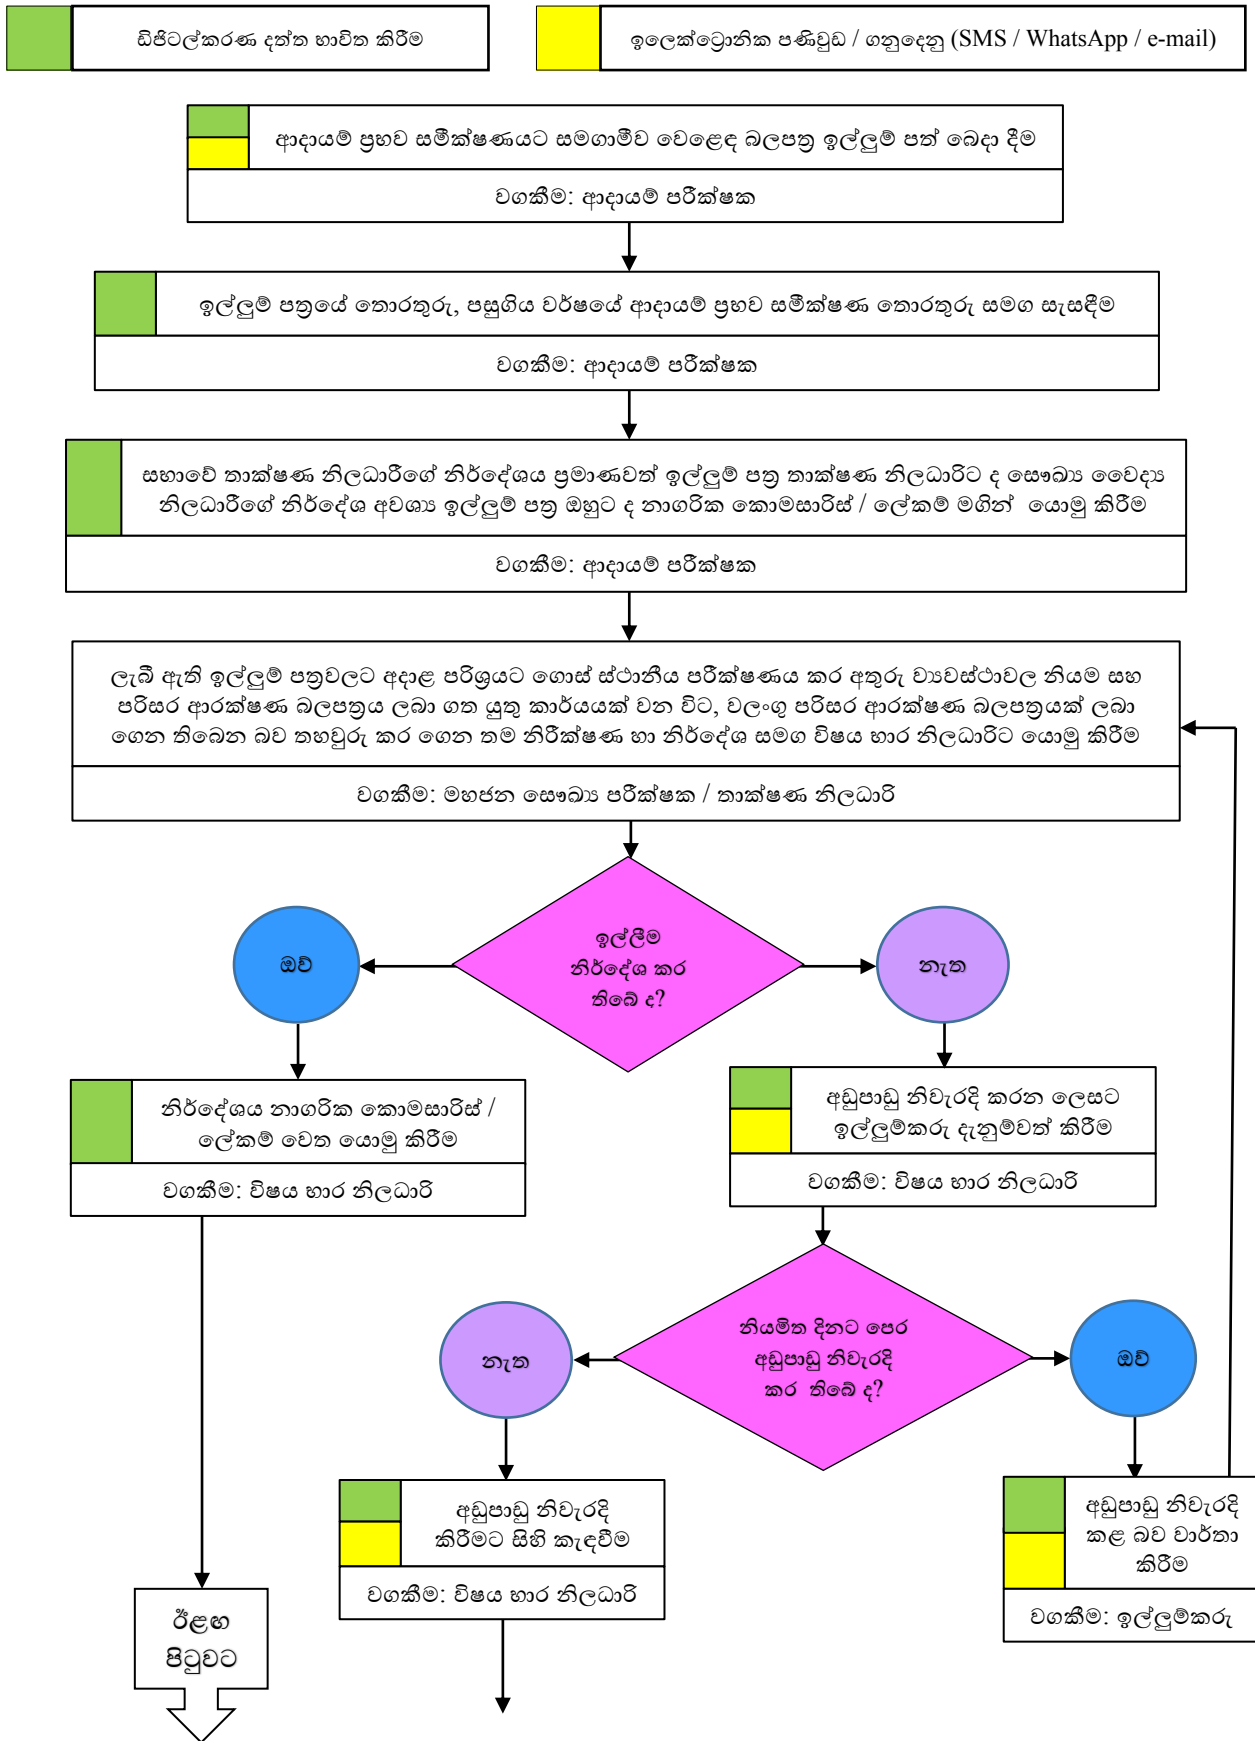 ඩිජිටල්කරණ දත්ත භාවිත කිරීම
ඉලෙක්ට්‍රොනික පණිවුඩ / ගනුදෙනු (SMS / WhatsApp / e-mail)
ආදායම් ප්‍රභව සමීක්ෂණයට සමගාමීව වෙළෙඳ බලපත්‍ර ඉල්ලුම් පත් බෙදා දීම
වගකීම: ආදායම් පරීක්ෂක
ඉල්ලුම් පත්‍රයේ තොරතුරු, පසුගිය වර්ෂයේ ආදායම් ප්‍රභව සමීක්ෂණ තොරතුරු සමග සැසඳීම
වගකීම: ආදායම් පරීක්ෂක
සභාවේ තාක්ෂණ නිලධාරීගේ නිර්දේශය ප්‍රමාණවත් ඉල්ලුම් පත්‍ර තාක්ෂණ නිලධාරිට ද සෞඛ්‍ය වෛද්‍ය
නිලධාරීගේ නිර්දේශ අවශ්‍ය ඉල්ලුම් පත්‍ර ඔහුට ද නාගරික කොමසාරිස් / ලේකම් මගින් යොමු කිරීම
වගකීම: ආදායම් පරීක්ෂක
ලැබී ඇති ඉල්ලුම් පත්‍රවලට අදාළ පරිශ්‍රයට ගොස් ස්ථානීය පරීක්ෂණය කර අතුරු ව්‍යවස්ථාවල නියම සහ
පරිසර ආරක්ෂණ බලපත්‍රය ලබා ගත යුතු කාර්යයක් වන විට, වලංගු පරිසර ආරක්ෂණ බලපත්‍රයක් ලබා
ගෙන තිබෙන බව තහවුරු කර ගෙන තම නිරීක්ෂණ හා නිර්දේශ සමග විෂය භාර නිලධාරිට යොමු කිරීම
වගකීම: මහජන සෞඛ්‍ය පරීක්ෂක / තාක්ෂණ නිලධාරි
ඉල්ලීම
නිර්දේශ කර
තිබේ ද?
ඔව්
නැත
නිර්දේශය නාගරික කොමසාරිස් /
ලේකම් වෙත යොමු කිරීම
වගකීම: විෂය භාර නිලධාරි
අඩුපාඩු නිවැරදි කරන ලෙසට
ඉල්ලුම්කරු දැනුම්වත් කිරීම
වගකීම: විෂය භාර නිලධාරි
නියමිත දිනට පෙර
අඩුපාඩු නිවැරදි
කර තිබේ ද?
නැත
ඔව්
අඩුපාඩු නිවැරදි
කිරීමට සිහි කැඳවීම
වගකීම: විෂය භාර නිලධාරි
අඩුපාඩු නිවැරදි
කළ බව වාර්තා
කිරීම
වගකීම: ඉල්ලුම්කරු
ඊළඟ
පිටුවට